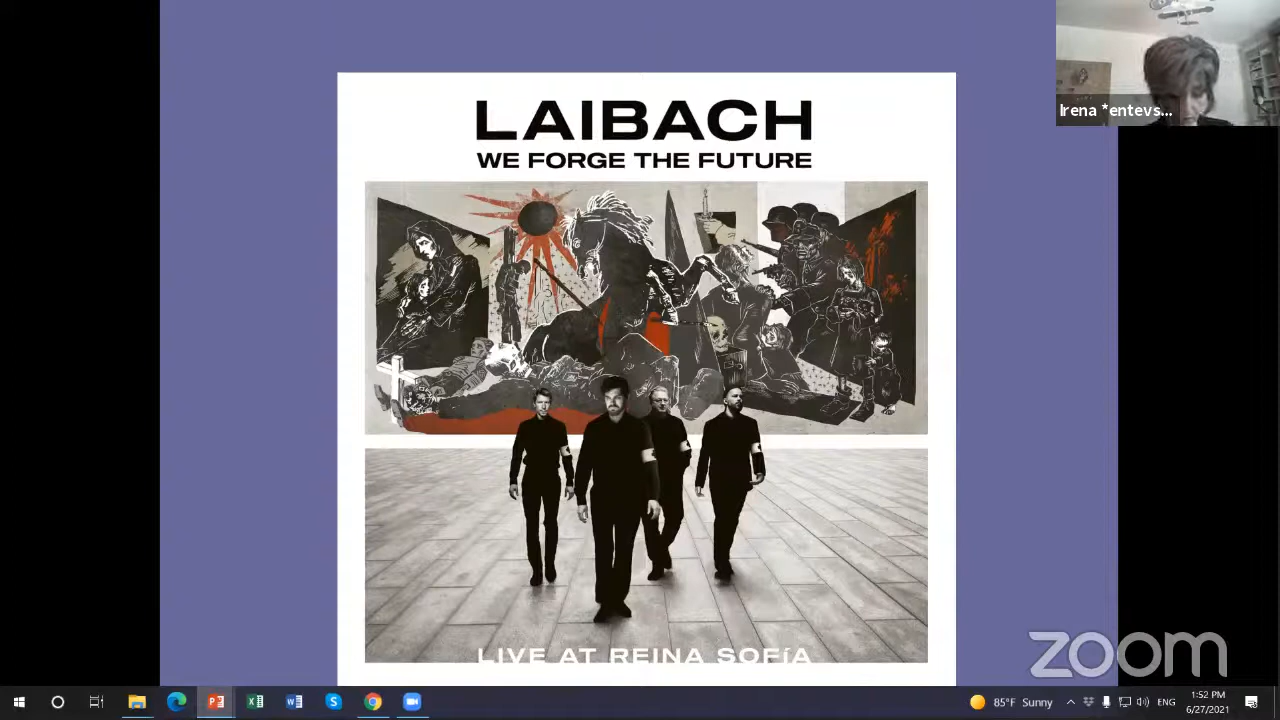 LAIBACH
WE FORGE THE FUTURE
LIVE AT REINA SOFíA
Irena *entevs...
zoom
85°F Sunny
ENG
1:52 PM
6/27/2021